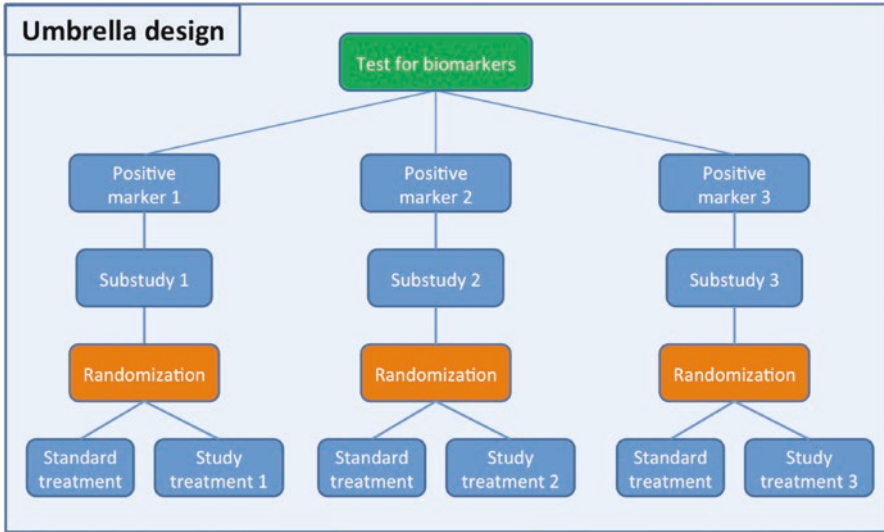 Umbrella design
Test for biomarkers
Positive
marker 1
Positive
marker 2
Positive
marker 3
Substudy 1
Substudy 2
Substudy 3
Randomization
Randomization
Randomization
Standard
treatment
Study
treatment 1
Standard
treatment
Study
treatment 2
Standard
treatment
Study
treatment 3